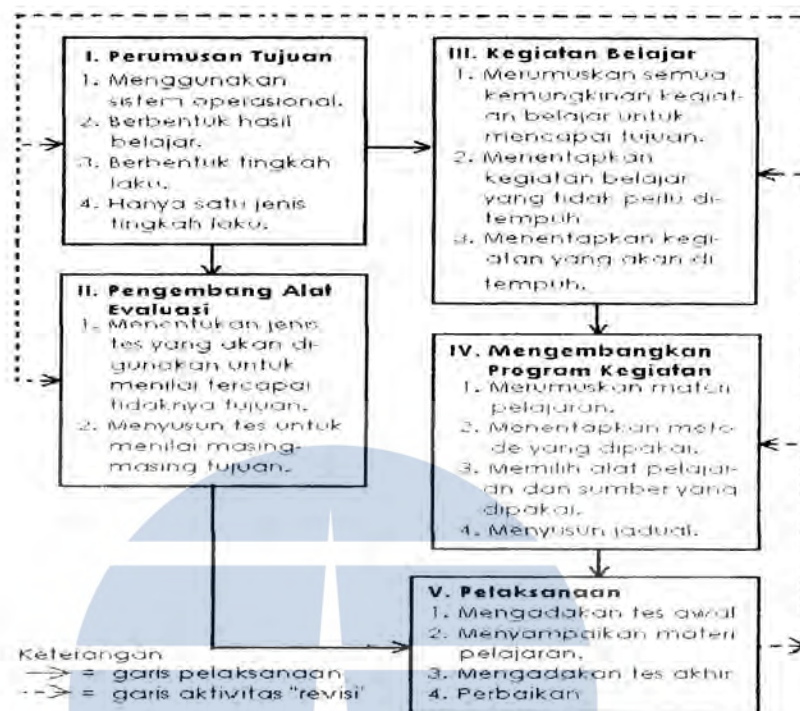 I. Perumusan Tujuan
1. Menggunakan
sistem operasional.
2. Berbentuk hasil
belajar.
3. Berbentuk tingkah
laku.
4. Hanya satu jenis
tingkah laku.
II. Pengembang Alat
Evaluasi
1. Menentukan jenis
tes yang akan di-
gunakan untuk
menilai tercapai
tidaknya tujuan.
2. Menyusun tes untuk
menilai masing-
masing tujuan.
III. Kegiatan Belajar
1. Merumuskan semua
kemungkinan kegiat-
an belajar untuk
mencapai tujuan.
2. Menentapkan
kegiatan belajar
yang tidak perlu di-
tempuh
3. Menentapkan kegi-
atan yang akan di
tempuh.
IV. Mengembangkan
Program Kegiatan
1. Merumuskan materi
pelajaran.
2. Menentapkan meto-
de yang dipakai.
3. Memilih alat pelajar-
an dan sumber yang
dipakai.
4. Menyusun jadual.
V. Pelaksanaan
1. Mengadakan tes awal
2. Menyampaikan materi
pelajaran.
3. Mengadakan tes akhir
4. Perbaikan
Keterangan
= garis pelaksanaan
= garis aktivitas "revisi"